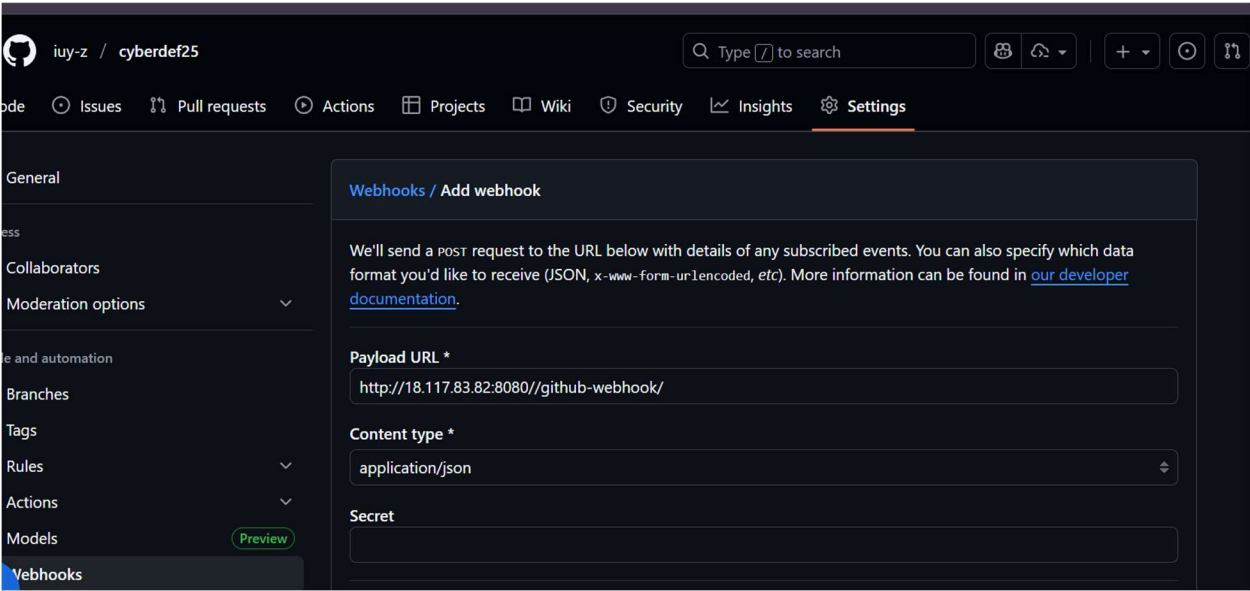 iuy-z / cyberdef25
Type / to search
ode Issues Pull requests Actions Projects Wiki Security Insights Settings
General
ess
Collaborators
Moderation options
le and automation
Branches
Tags
Rules
Actions
Models Preview
Webhooks
Webhooks / Add webhook
We'll send a POST request to the URL below with details of any subscribed events. You can also specify which data
format you'd like to receive (JSON, x-www-form-urlencoded, etc). More information can be found in our developer
documentation.
Payload URL *
http://18.117.83.82:8080//github-webhook/
Content type *
application/json
Secret